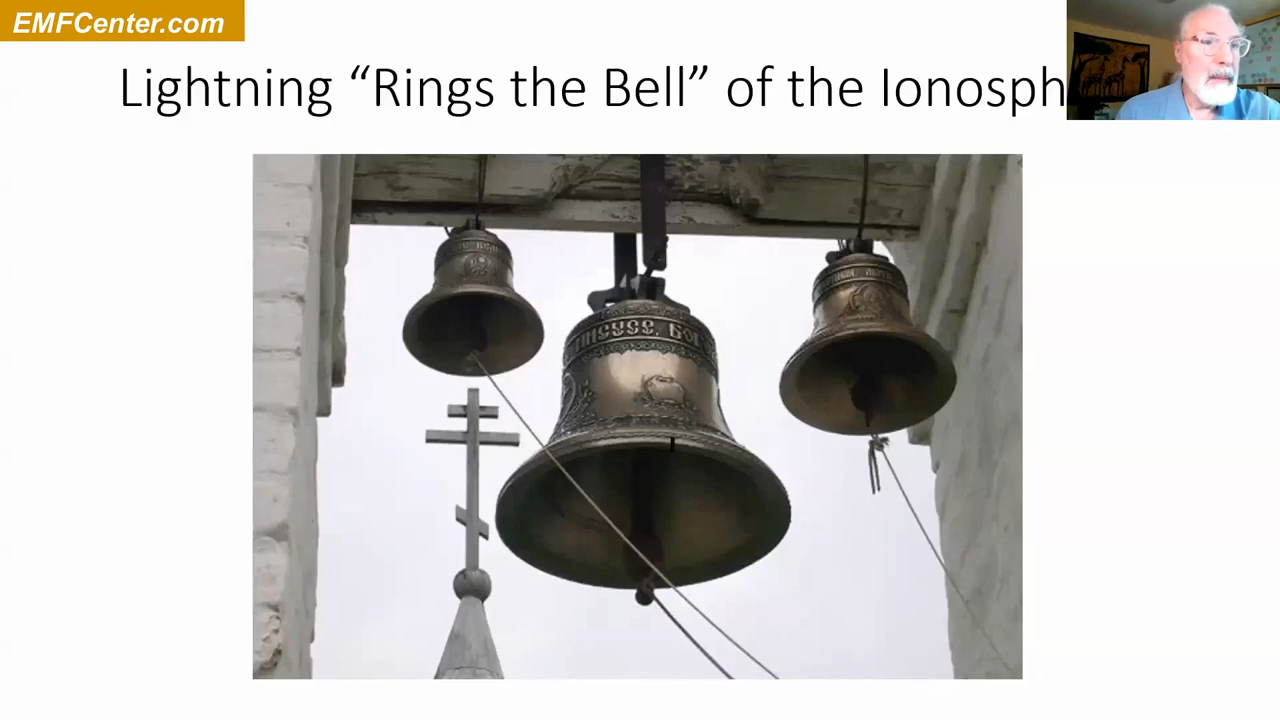 EMFCenter.com
Lightning “Rings the Bell” of the Ionosph